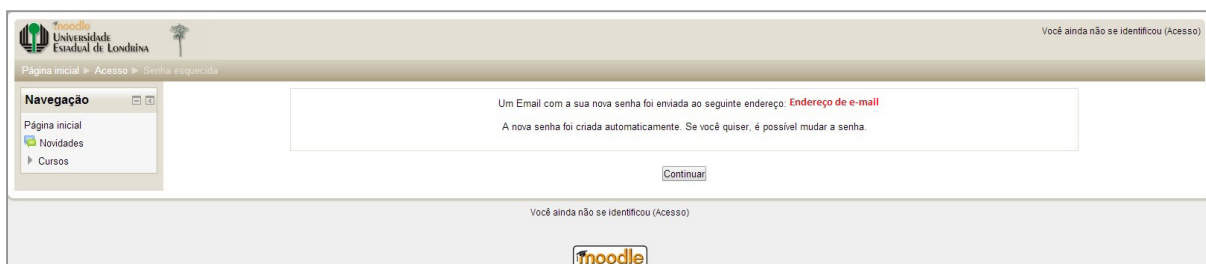 moodle
Universidade
Estadual de Londrina
Você ainda não se identificou (Acesso)
Página inicial ► Acesso ► Senha esquecida
Navegação
Página inicial
Novidades
Cursos
Um Email com a sua nova senha foi enviada ao seguinte endereço: Endereço de e-mail
A nova senha foi criada automaticamente. Se você quiser, é possível mudar a senha.
Continuar
Você ainda não se identificou (Acesso)
moodle